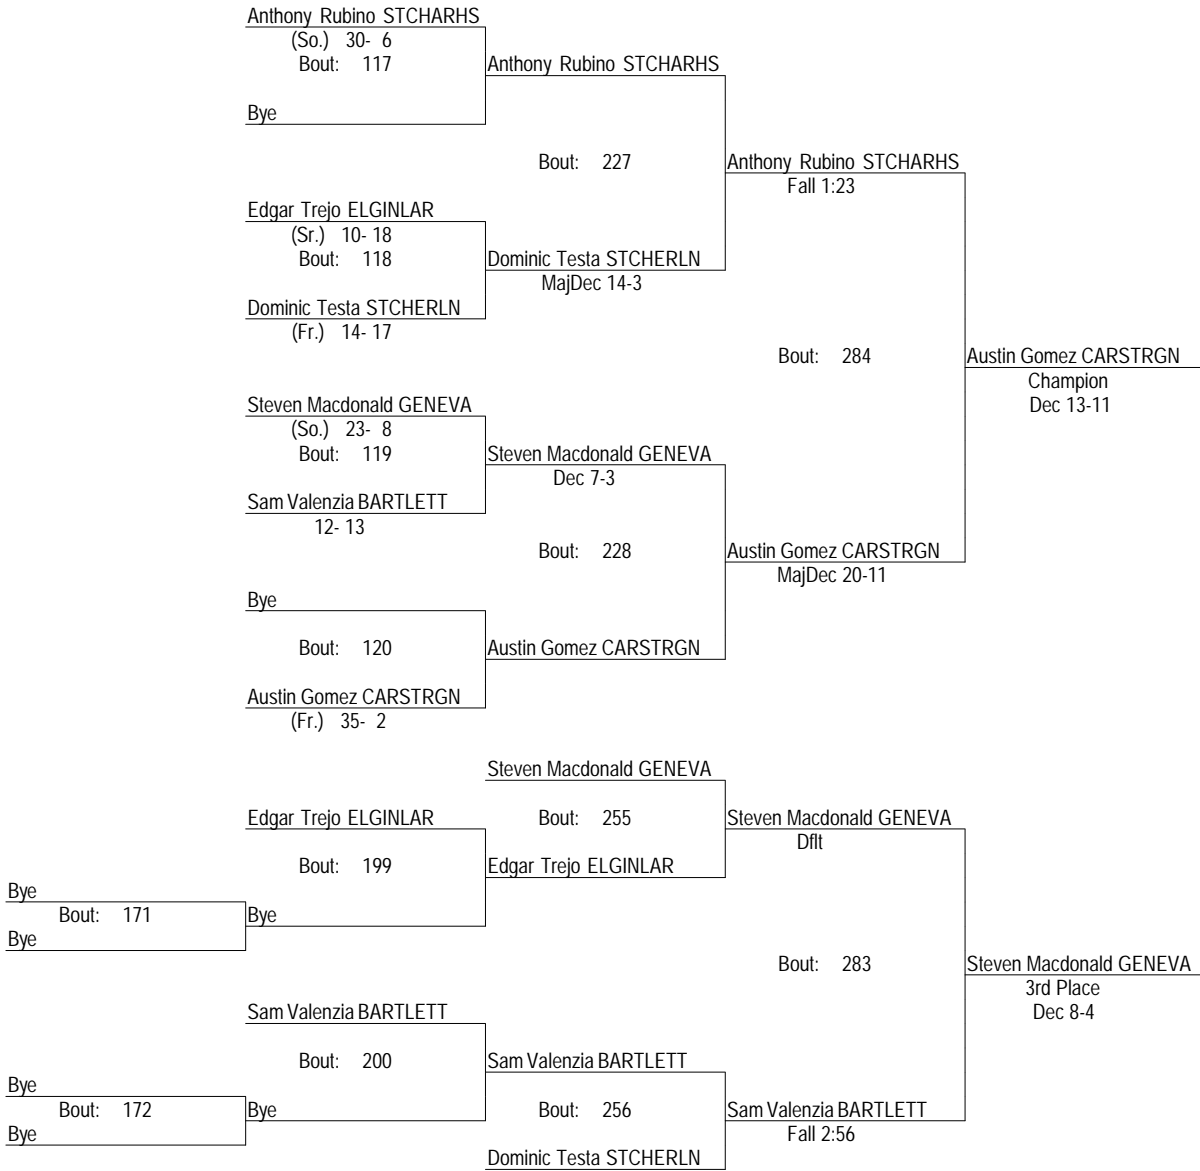 Anthony Rubino STCHARHS
(So.) 30- 6
Bout: 117
Anthony Rubino STCHARHS
Bye
Bout: 227
Anthony Rubino STCHARHS
Fall 1:23
Edgar Trejo ELGINLAR
(Sr.) 10- 18
Bout: 118
Dominic Testa STCHERLN
MajDec 14-3
Dominic Testa STCHERLN
(Fr.) 14- 17
Bout: 284
Austin Gomez CARSTRGN
Champion
Dec 13-11
Steven Macdonald GENEVA
(So.) 23- 8
Bout: 119
Steven Macdonald GENEVA
Dec 7-3
Sam Valenzia BARTLETT
12- 13
Bout: 228
Austin Gomez CARSTRGN
MajDec 20-11
Bye
Bout: 120
Austin Gomez CARSTRGN
Austin Gomez CARSTRGN
(Fr.) 35- 2
Steven Macdonald GENEVA
Edgar Trejo ELGINLAR
Bout: 255
Steven Macdonald GENEVA
Dflt
Bout: 199
Edgar Trejo ELGINLAR
Bye
Bout: 171
Bye
Bye
Bout: 283
Steven Macdonald GENEVA
3rd Place
Dec 8-4
Sam Valenzia BARTLETT
Bout: 200
Sam Valenzia BARTLETT
Bye
Bout: 172
Bye
Bye
Bout: 256
Sam Valenzia BARTLETT
Fall 2:56
Dominic Testa STCHERLN